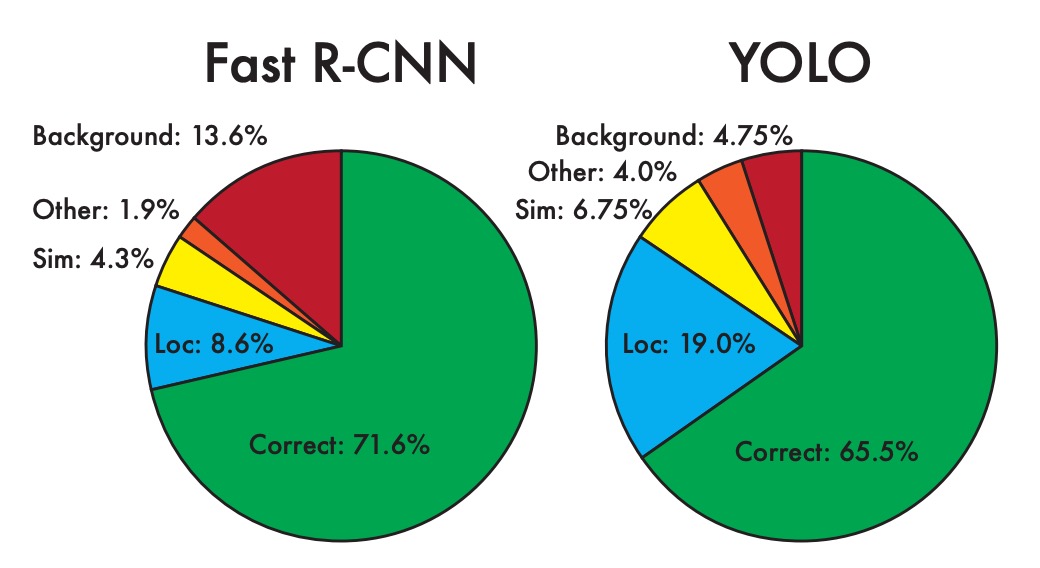 Fast R-CNN
Background: 13.6%
Other: 1.9%
Sim: 4.3%
Loc: 8.6%
Correct: 71.6%
YOLO
Background: 4.75%
Other: 4.0%
Sim: 6.75%
Loc: 19.0%
Correct: 65.5%